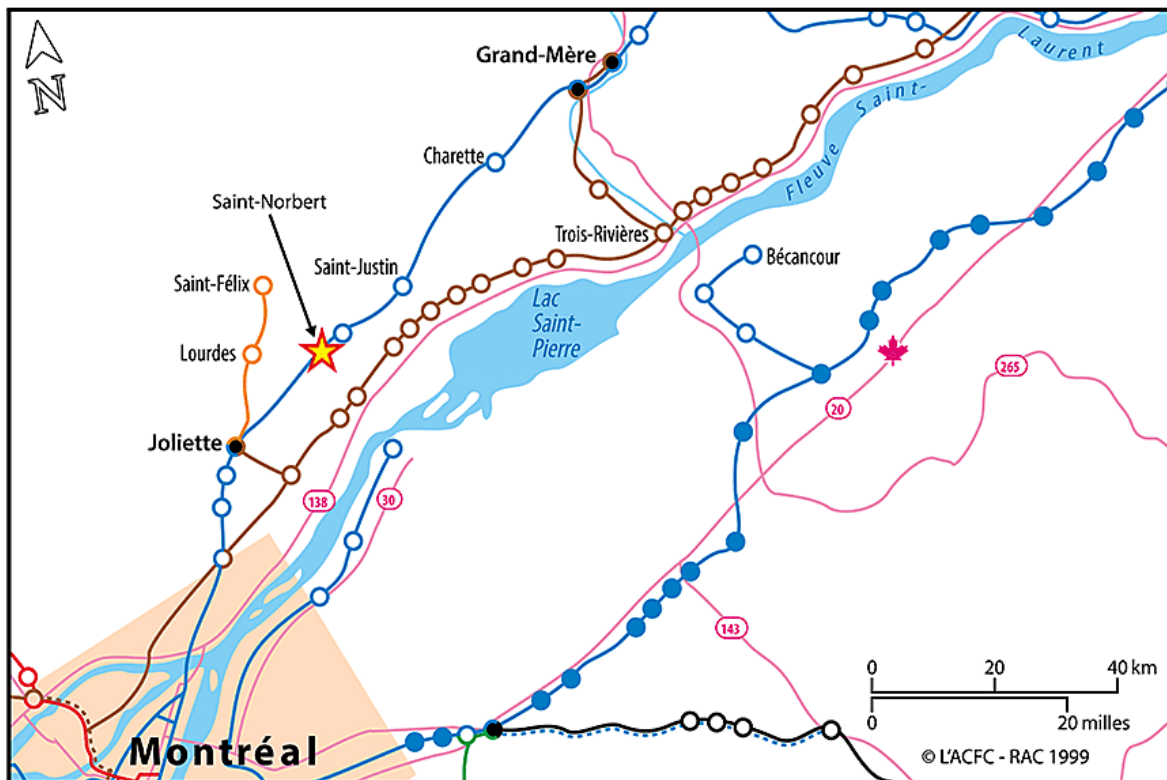 N
Grand-Mère
Charette
Saint-Norbert
Saint-Justin
Saint-Félix
Lourdes
Joliette
Trois-Rivières
Bécancour
Fleuve Saint-
Laurent
Lac
Saint-
Pierre
138
30
20
265
143
Montréal
0 20 40 km
0 20 milles
© L'ACFC - RAC 1999